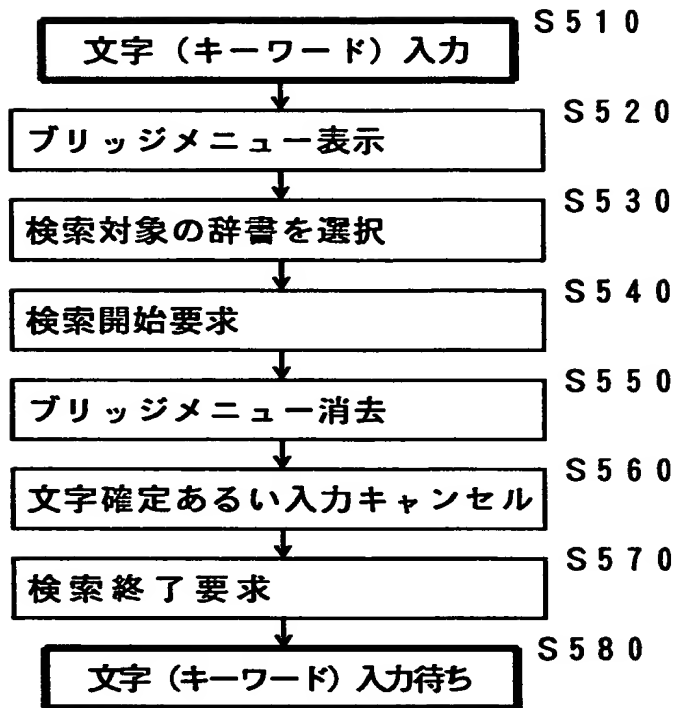 S510
文字（キーワード）入力
S520
ブリッジメニュー表示
S530
検索対象の辞書を選択
S540
検索開始要求
S550
ブリッジメニュー消去
S560
文字確定あるい入力キャンセル
S570
検索終了要求
S580
文字（キーワード）入力待ち